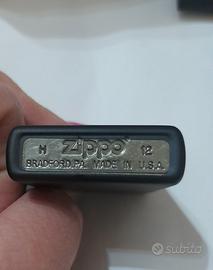 H Zippo 12
BRADFORD, PA. MADE IN U.S.A.
subito